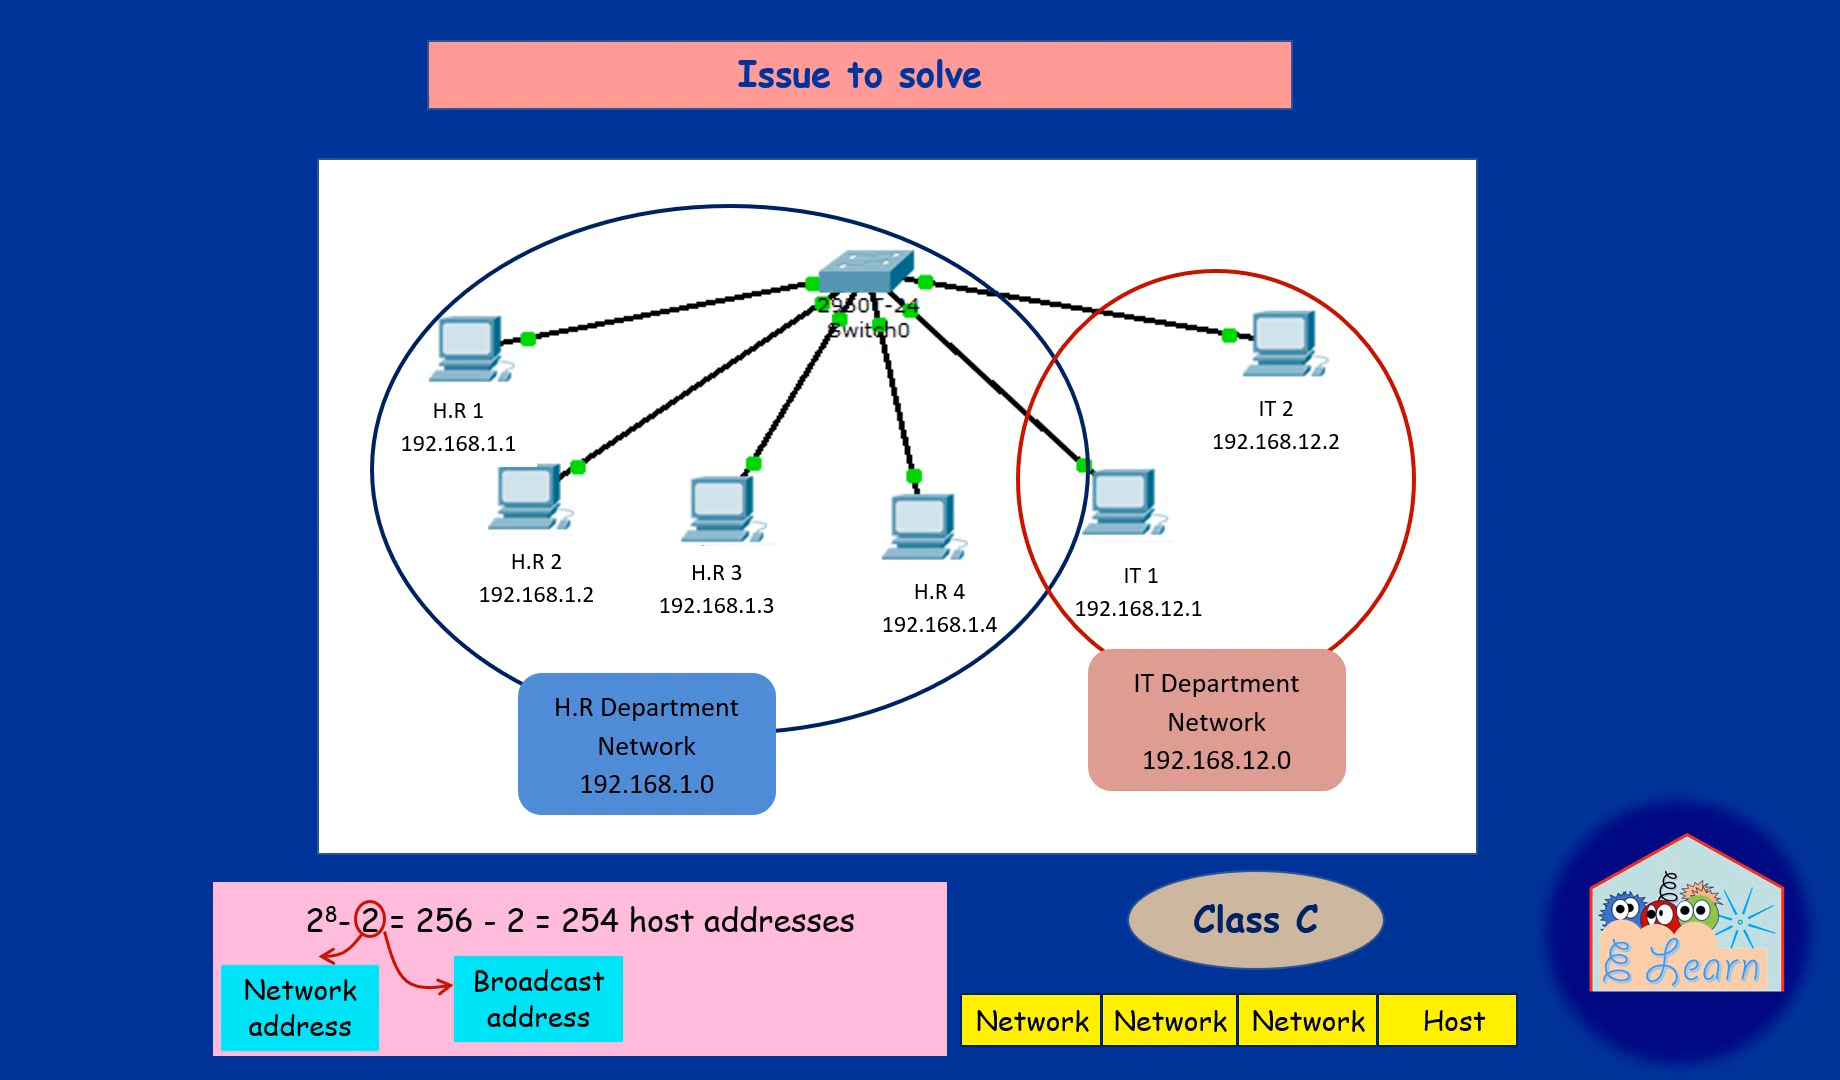 Issue to solve
2950T-24
Switch0
H.R 1
192.168.1.1
IT 2
192.168.12.2
H.R 2
192.168.1.2
H.R 3
192.168.1.3
H.R 4
192.168.1.4
IT 1
192.168.12.1
H.R Department
Network
192.168.1.0
IT Department
Network
192.168.12.0
2⁸- 2 = 256 - 2 = 254 host addresses
Network
address
Broadcast
address
Class C
Network Network Network Host
E Learn